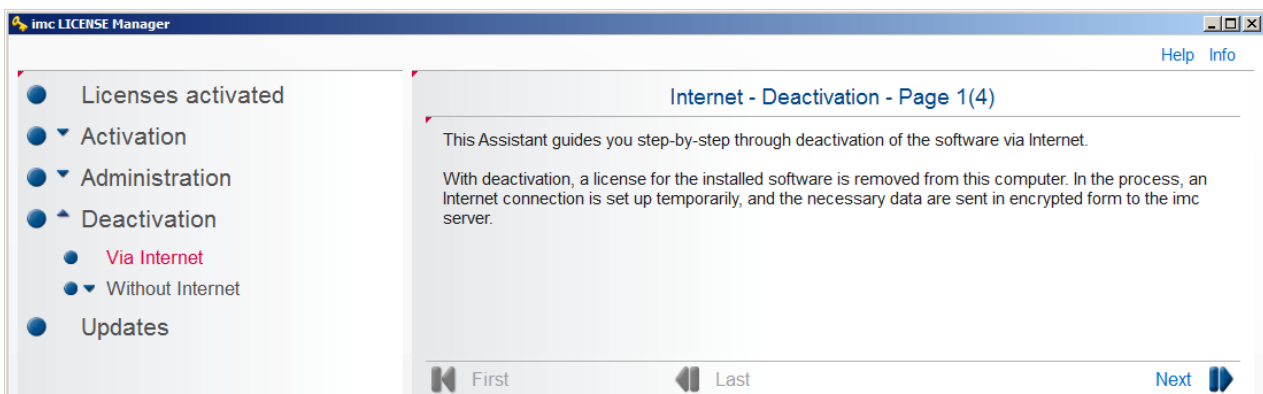 imc LICENSE Manager
Help Info
Licenses activated
Activation
Administration
Deactivation
Via Internet
Without Internet
Updates
Internet - Deactivation - Page 1(4)
This Assistant guides you step-by-step through deactivation of the software via Internet.
With deactivation, a license for the installed software is removed from this computer. In the process, an
Internet connection is set up temporarily, and the necessary data are sent in encrypted form to the imc
server.
First Last Next